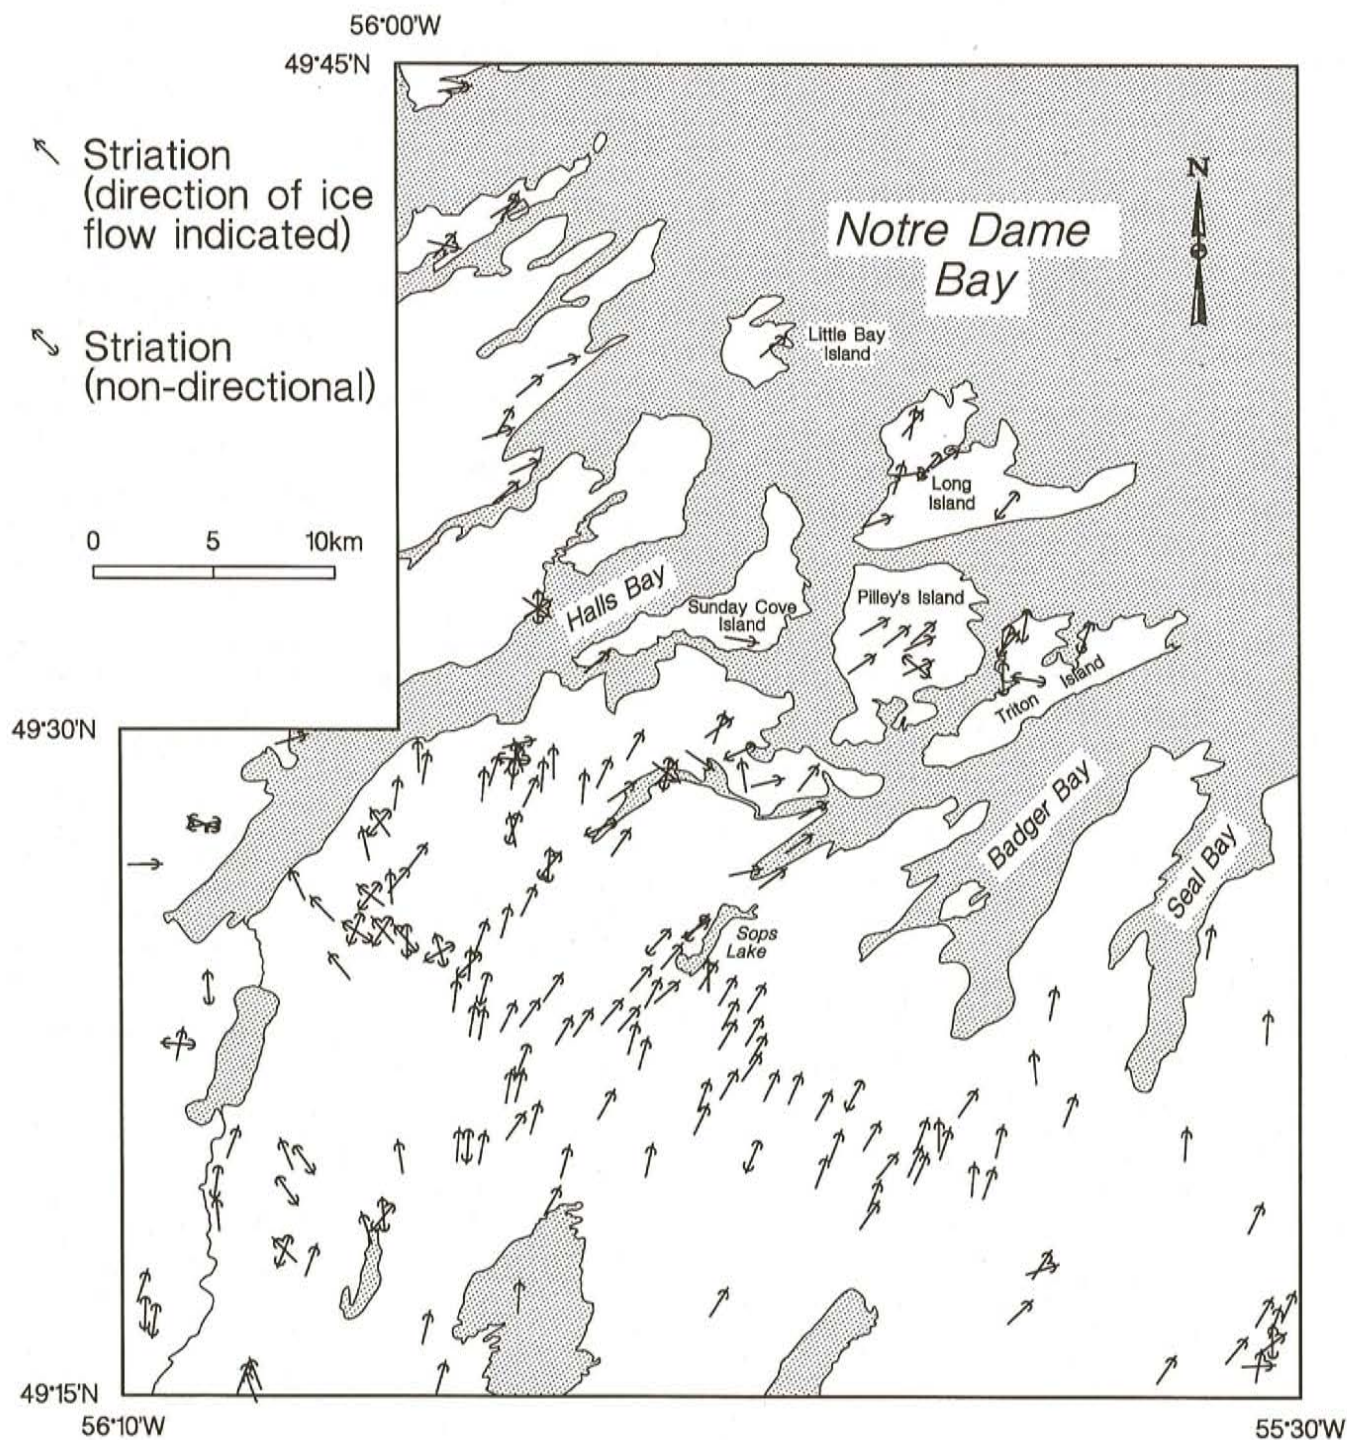 56°00'W
49°45'N
Striation
(direction of ice
flow indicated)
N
Notre Dame
Bay
Striation
(non-directional)
Little Bay
Island
Long
Island
0 5 10km
Halls Bay
Sunday Cove
Island
Pilley's Island
Triton Island
49°30'N
Badger Bay
Seal Bay
Sops
Lake
49°15'N
56°10'W
55°30'W